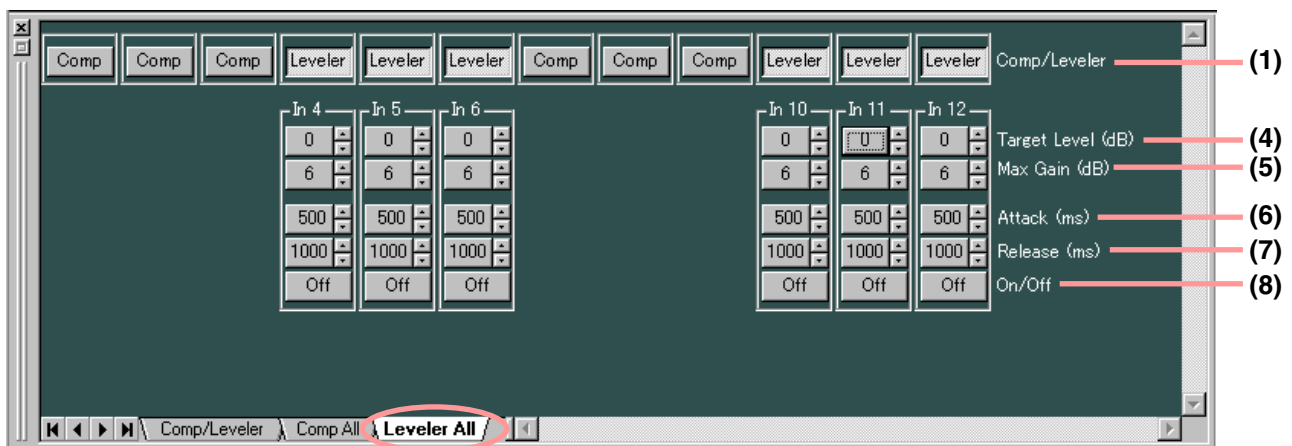 Comp Comp Comp Leveler Leveler Leveler Comp Comp Comp Leveler Leveler Leveler Comp/Leveler (1)
In 4 In 5 In 6 In 10 In 11 In 12
0 0 0 0 0 0 Target Level (dB) (4)
6 6 6 6 6 6 Max Gain (dB) (5)
500 500 500 500 500 500 Attack (ms) (6)
1000 1000 1000 1000 1000 1000 Release (ms) (7)
Off Off Off Off Off Off On/Off (8)
Comp/Leveler Comp All Leveler All